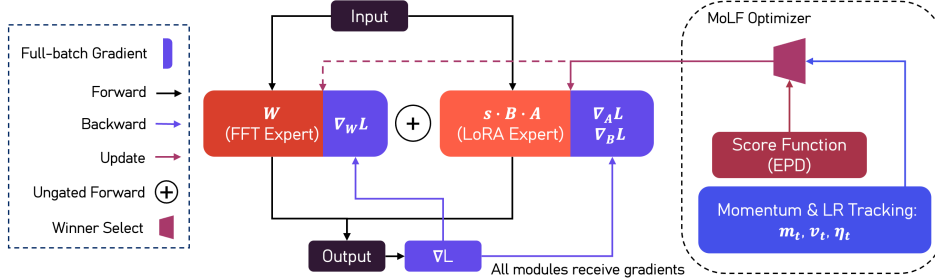 Full-batch Gradient
Forward
Backward
Update
Ungated Forward
Winner Select
Input
W
(FFT Expert)
∇_W L
+
s · B · A
(LoRA Expert)
∇_A L
∇_B L
Output
∇L
All modules receive gradients
MoLF Optimizer
Score Function
(EPD)
Momentum & LR Tracking:
m_t, v_t, η_t